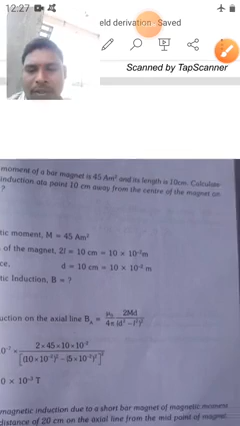 12:27
eld derivation - Saved
Scanned by TapScanner
moment of a bar magnet is 45 Am² and its length is 10cm. Calculate
induction ata point 10 cm away from the centre of the magnet on
?
tic moment, M = 45 Am²
of the magnet, 2l = 10 cm = 10 × 10⁻²m
ce, d = 10 cm = 10 × 10⁻² m
tic Induction, B = ?
uction on the axial line B_A = μ₀/4π 2Md/(d² – l²)²
0⁻⁷ × 2 × 45 × 10 × 10⁻²/[(10 × 10⁻²)² – (5 × 10⁻²)²]²
0 × 10⁻³ T
magnetic induction due to a short bar magnet of magnetic moment
distance of 20 cm on the axial line from the mid point of magnet.